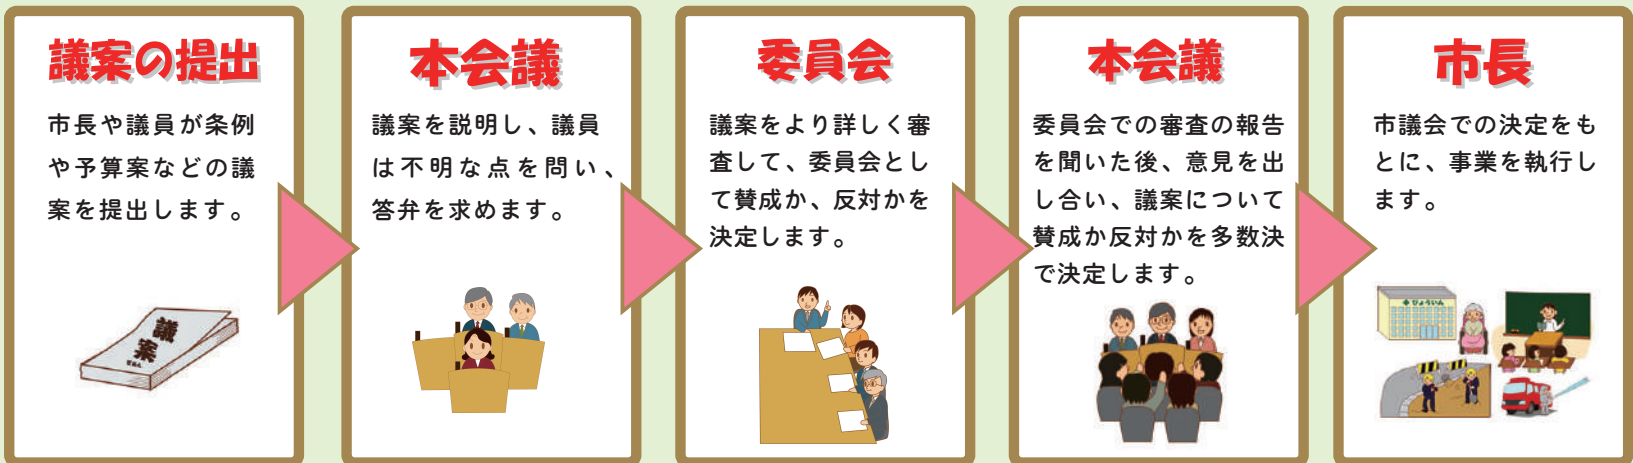 議案の提出
市長や議員が条例
や予算案などの議
案を提出します。
議案
ぎあん
本会議
議案を説明し、議員
は不明な点を問い、
答弁を求めます。
委員会
議案をより詳しく審
査して、委員会とし
て賛成か、反対かを
決定します。
本会議
委員会での審査の報告
を聞いた後、意見を出
し合い、議案について
賛成か反対かを多数決
で決定します。
市長
市議会での決定をも
とに、事業を執行し
ます。
びょういん